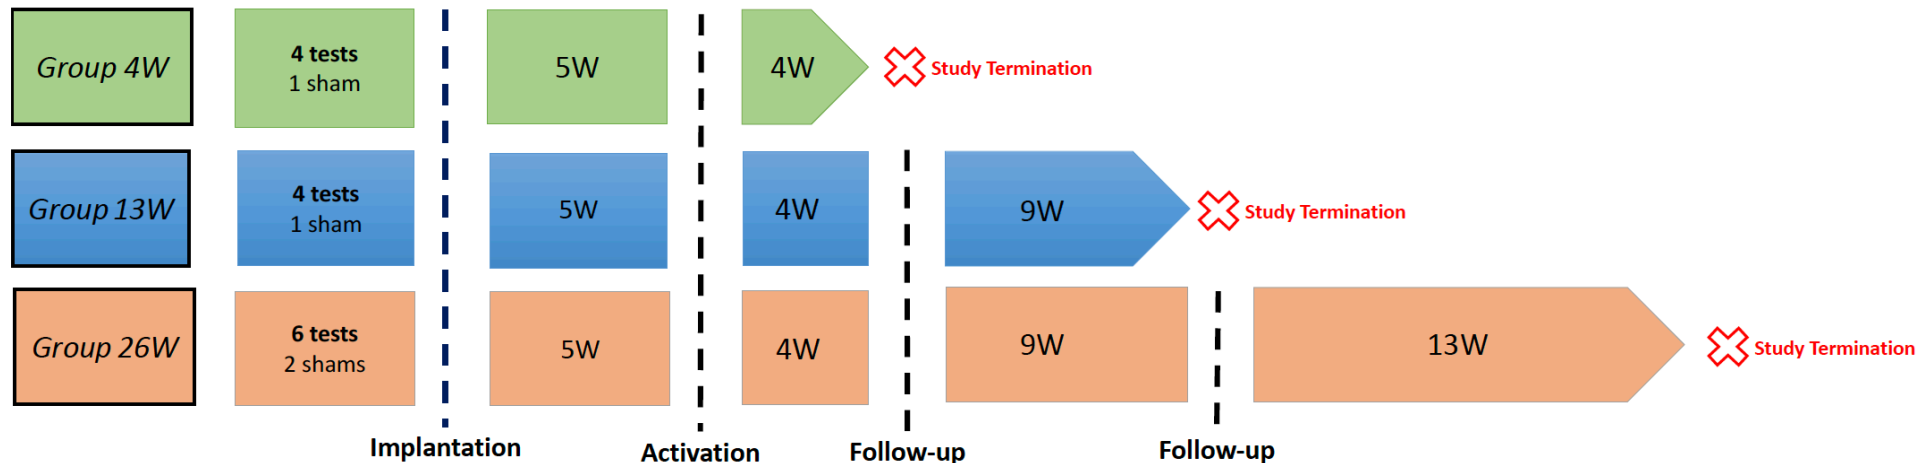 Group 4W
4 tests
1 sham
5W
4W
Study Termination
Group 13W
4 tests
1 sham
5W
4W
9W
Study Termination
Group 26W
6 tests
2 shams
5W
4W
9W
13W
Study Termination
Implantation
Activation
Follow-up
Follow-up